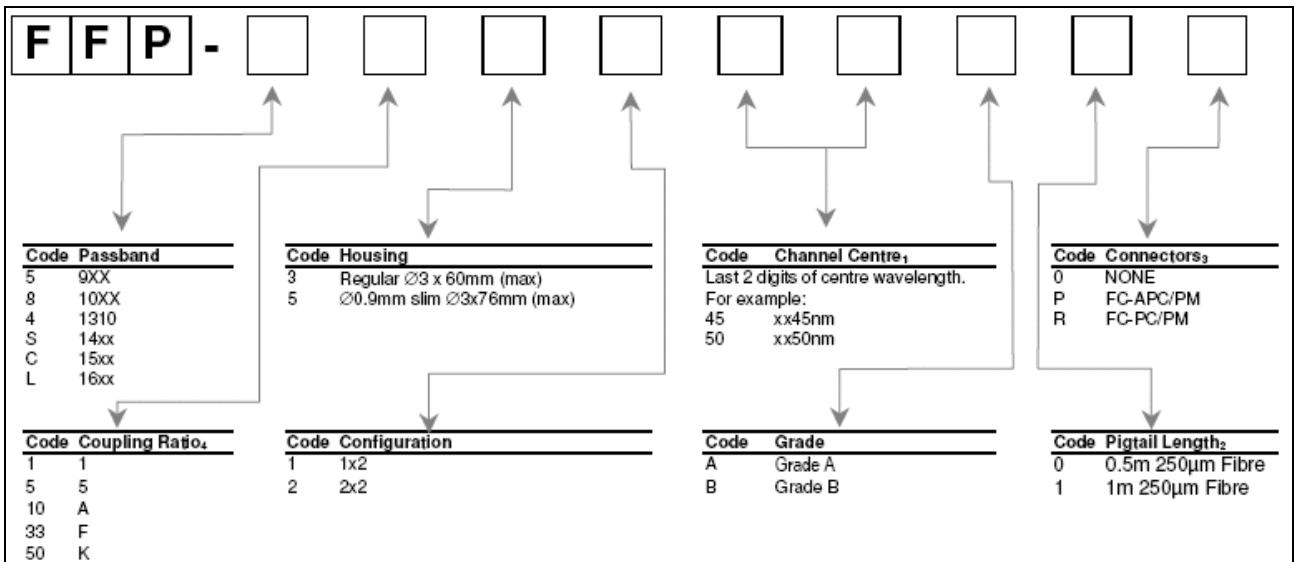 F F P -
Code Passband
5 9XX
8 10XX
4 1310
S 14xx
C 15xx
L 16xx
Code Housing
3 Regular ∅3 x 60mm (max)
5 ∅0.9mm slim ∅3x76mm (max)
Code Channel Centre₁
Last 2 digits of centre wavelength.
For example:
45 xx45nm
50 xx50nm
Code Connectors₃
0 NONE
P FC-APC/PM
R FC-PC/PM
Code Coupling Ratio₄
1 1
5 5
10 A
33 F
50 K
Code Configuration
1 1x2
2 2x2
Code Grade
A Grade A
B Grade B
Code Pigtail Length₂
0 0.5m 250µm Fibre
1 1m 250µm Fibre